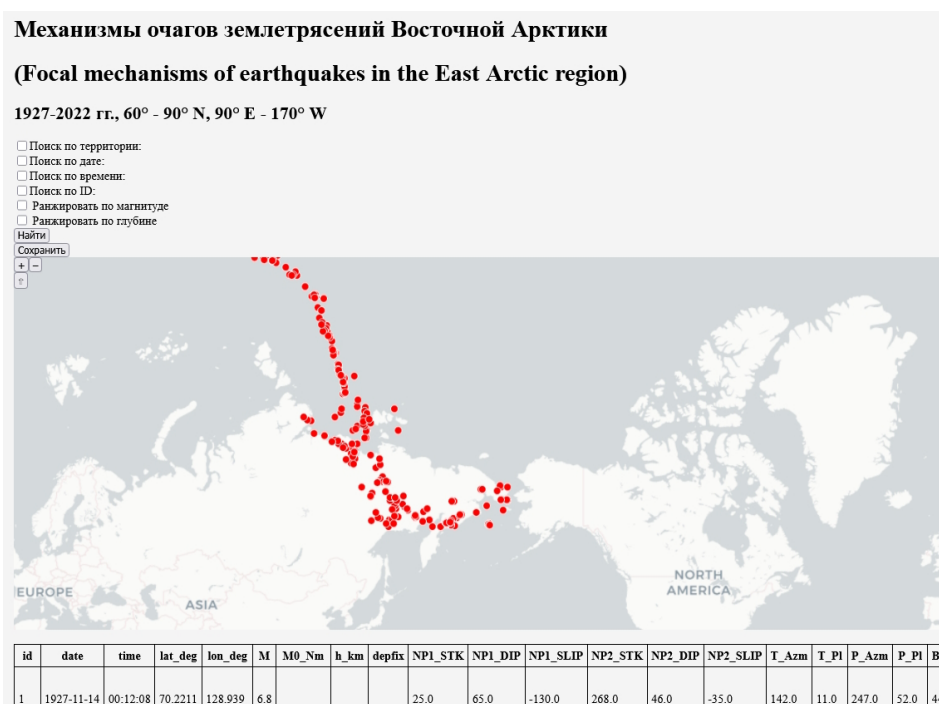 Механизмы очагов землетрясений Восточной Арктики
(Focal mechanisms of earthquakes in the East Arctic region)
1927-2022 гг., 60° - 90° N, 90° E - 170° W
Поиск по территории:
Поиск по дате:
Поиск по времени:
Поиск по ID:
Ранжировать по магнитуде
Ранжировать по глубине
Найти
Сохранить
+ −
⇧
NORTH
AMERICA
EUROPE
ASIA
id date time lat_deg lon_deg M M0_Nm h_km depfix NP1_STK NP1_DIP NP1_SLIP NP2_STK NP2_DIP NP2_SLIP T_Azm T_Pl P_Azm P_Pl B
1 1927-11-14 00:12:08 70.2211 128.939 6.8 25.0 65.0 -130.0 268.0 46.0 -35.0 142.0 11.0 247.0 52.0